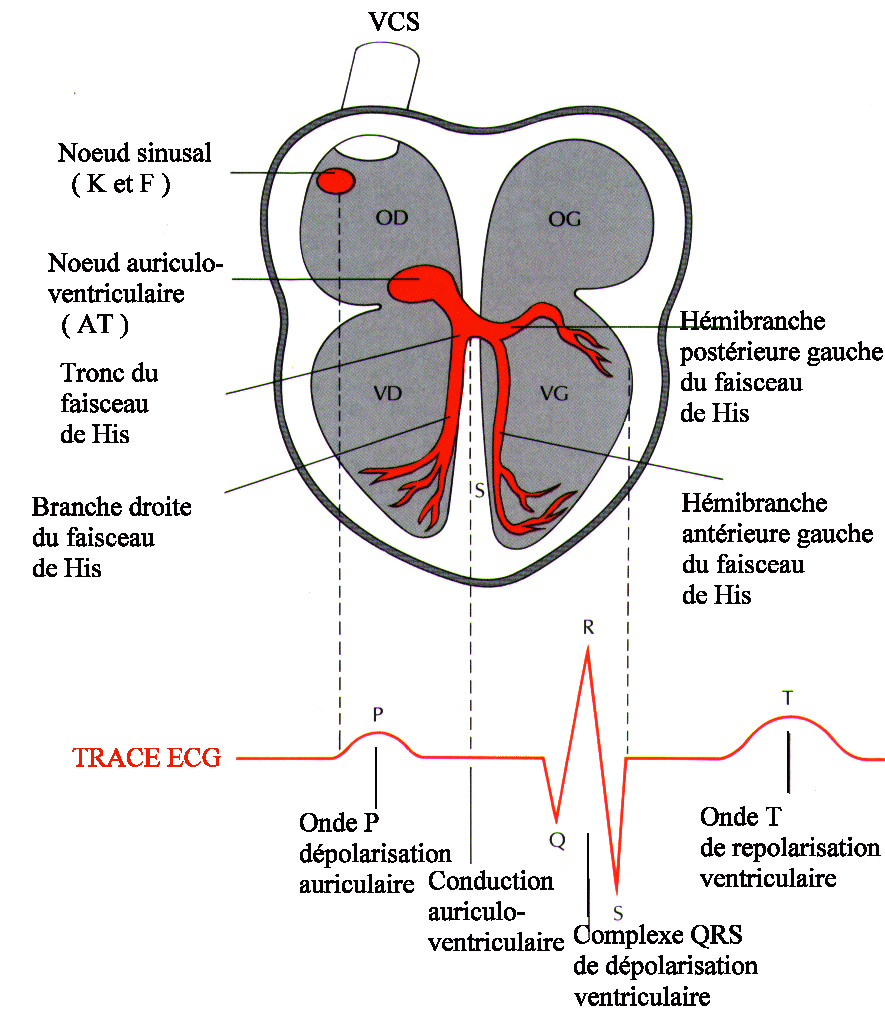 VCS
Noeud sinusal
( K et F )
OD
OG
Noeud auriculo-
ventriculaire
( AT )
Hémibranche
postérieure gauche
du faisceau
de His
Tronc du
faisceau
de His
VD
VG
Branche droite
du faisceau
de His
S
Hémibranche
antérieure gauche
du faisceau
de His
R
P
T
TRACE ECG
Q
S
Onde P
dépolarisation
auriculaire
Conduction
auriculo-
ventriculaire
Complexe QRS
de dépolarisation
ventriculaire
Onde T
de repolarisation
ventriculaire